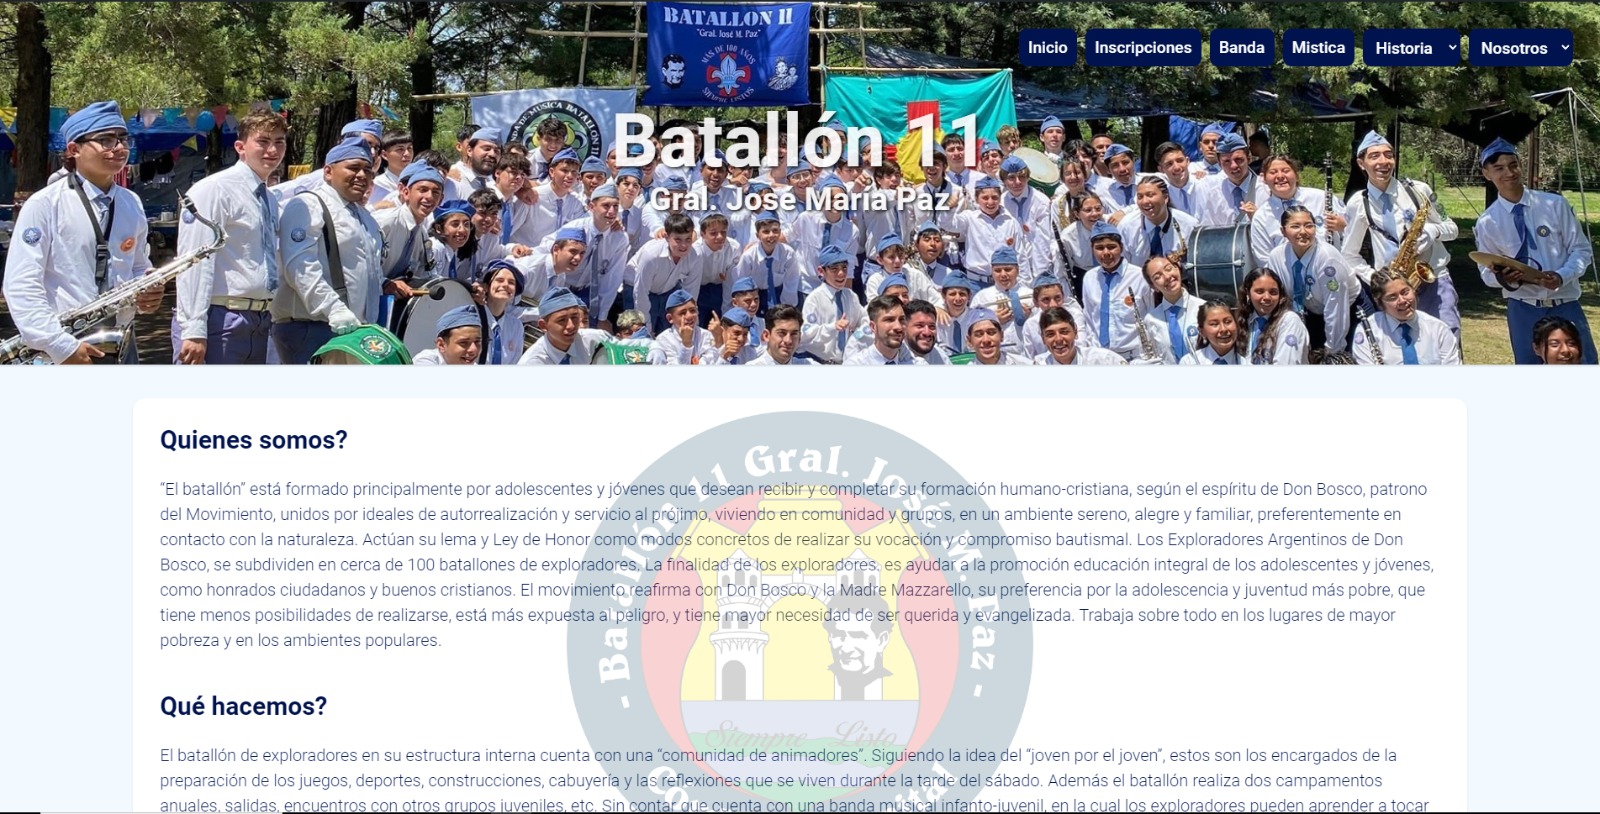 BATALLON 11
"Gral. José M. Paz"
MAS DE 100 AÑOS
SIEMPRE LISTOS
Inicio Inscripciones Banda Mistica Historia Nosotros
Batallón 11
Gral. José María Paz
Quienes somos?
“El batallón” está formado principalmente por adolescentes y jóvenes que desean recibir y completar su formación humano-cristiana, según el espíritu de Don Bosco, patrono
del Movimiento, unidos por ideales de autorrealización y servicio al prójimo, viviendo en comunidad y grupos, en un ambiente sereno, alegre y familiar, preferentemente en
contacto con la naturaleza. Actúan su lema y Ley de Honor como modos concretos de realizar su vocación y compromiso bautismal. Los Exploradores Argentinos de Don
Bosco, se subdividen en cerca de 100 batallones de exploradores. La finalidad de los exploradores, es ayudar a la promoción educación integral de los adolescentes y jóvenes,
como honrados ciudadanos y buenos cristianos. El movimiento reafirma con Don Bosco y la Madre Mazzarello, su preferencia por la adolescencia y juventud más pobre, que
tiene menos posibilidades de realizarse, está más expuesta al peligro, y tiene mayor necesidad de ser querida y evangelizada. Trabaja sobre todo en los lugares de mayor
pobreza y en los ambientes populares.
- Batallón 11 Gral. José M. Paz -
Siempre Listo
Qué hacemos?
El batallón de exploradores en su estructura interna cuenta con una “comunidad de animadores”. Siguiendo la idea del “joven por el joven”, estos son los encargados de la
preparación de los juegos, deportes, construcciones, cabuyería y las reflexiones que se viven durante la tarde del sábado. Además el batallón realiza dos campamentos
anuales, salidas, encuentros con otros grupos juveniles, etc. Sin contar que cuenta con una banda musical infanto-juvenil, en la cual los exploradores pueden aprender a tocar